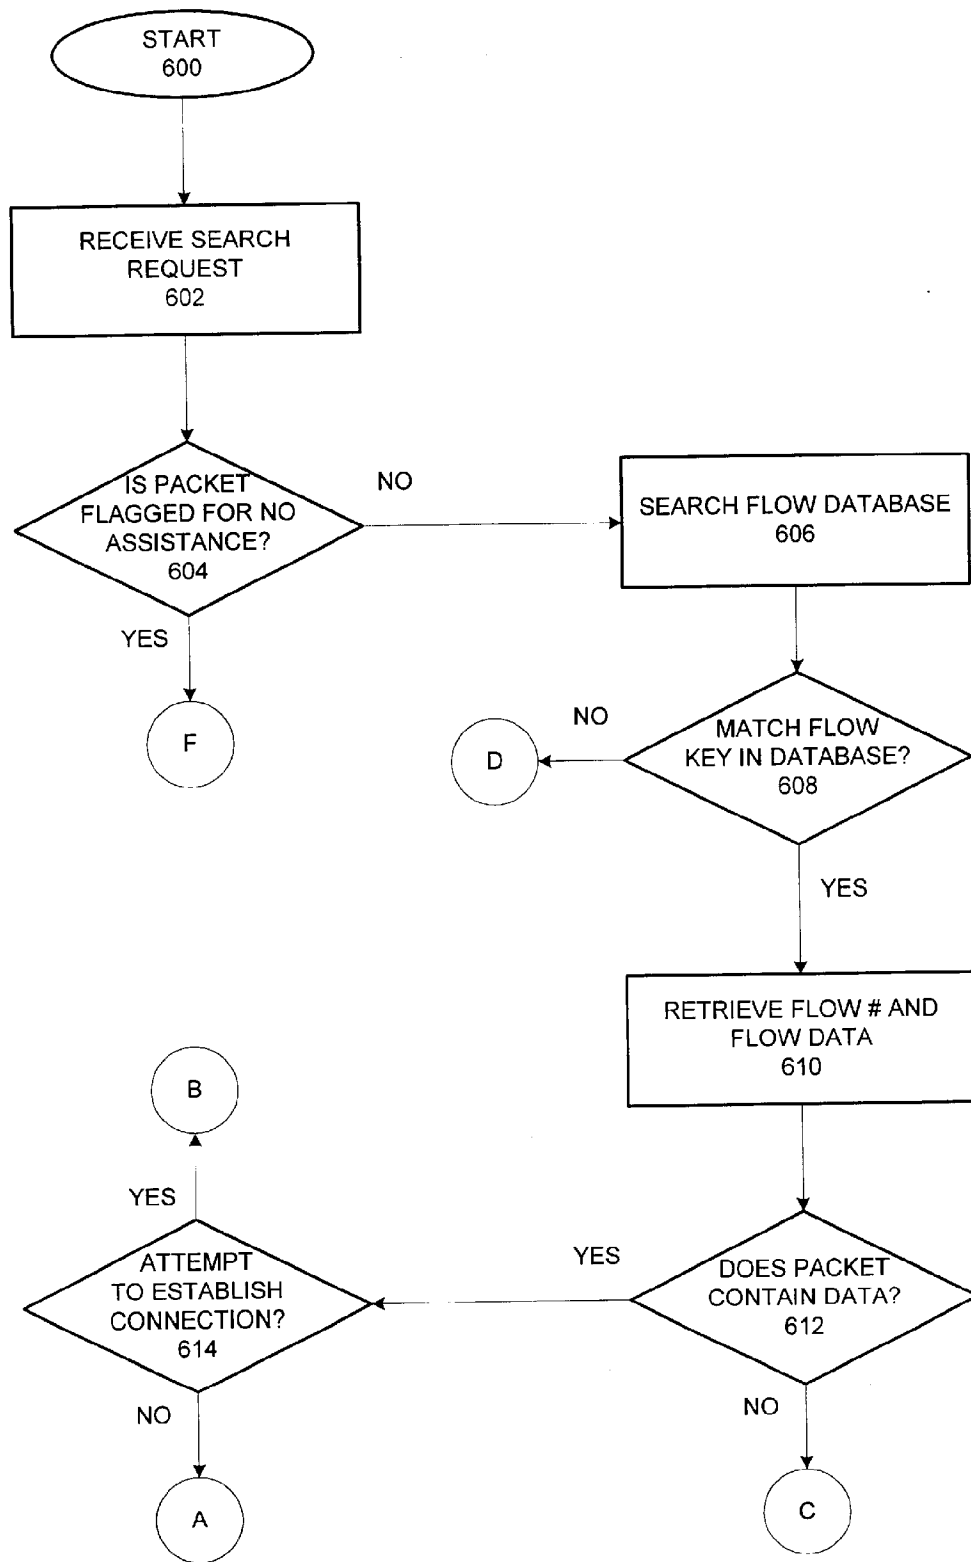 START
600
RECEIVE SEARCH
REQUEST
602
IS PACKET
FLAGGED FOR NO
ASSISTANCE?
604
NO
YES
F
SEARCH FLOW DATABASE
606
MATCH FLOW
KEY IN DATABASE?
608
NO
D
YES
RETRIEVE FLOW # AND
FLOW DATA
610
DOES PACKET
CONTAIN DATA?
612
YES
NO
C
ATTEMPT
TO ESTABLISH
CONNECTION?
614
YES
B
NO
A